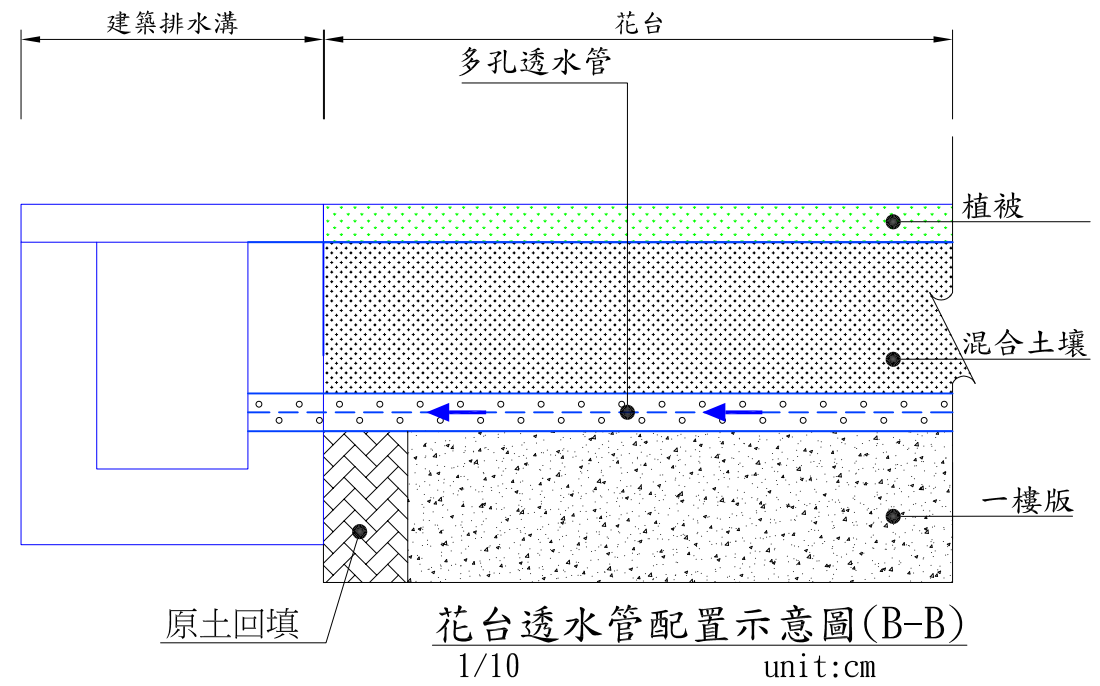 建築排水溝
花台
多孔透水管
植被
混合土壤
一樓版
原土回填
花台透水管配置示意圖(B-B)
1/10
unit:cm